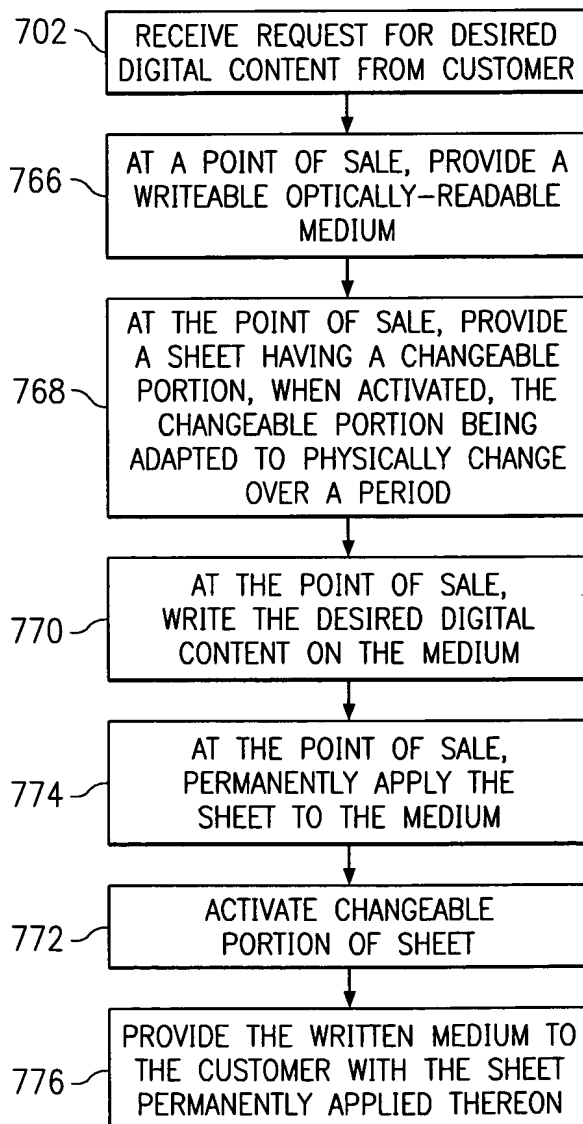 702
RECEIVE REQUEST FOR DESIRED
DIGITAL CONTENT FROM CUSTOMER
766
AT A POINT OF SALE, PROVIDE A
WRITEABLE OPTICALLY-READABLE
MEDIUM
768
AT THE POINT OF SALE, PROVIDE
A SHEET HAVING A CHANGEABLE
PORTION, WHEN ACTIVATED, THE
CHANGEABLE PORTION BEING
ADAPTED TO PHYSICALLY CHANGE
OVER A PERIOD
770
AT THE POINT OF SALE,
WRITE THE DESIRED DIGITAL
CONTENT ON THE MEDIUM
774
AT THE POINT OF SALE,
PERMANENTLY APPLY THE
SHEET TO THE MEDIUM
772
ACTIVATE CHANGEABLE
PORTION OF SHEET
776
PROVIDE THE WRITTEN MEDIUM TO
THE CUSTOMER WITH THE SHEET
PERMANENTLY APPLIED THEREON